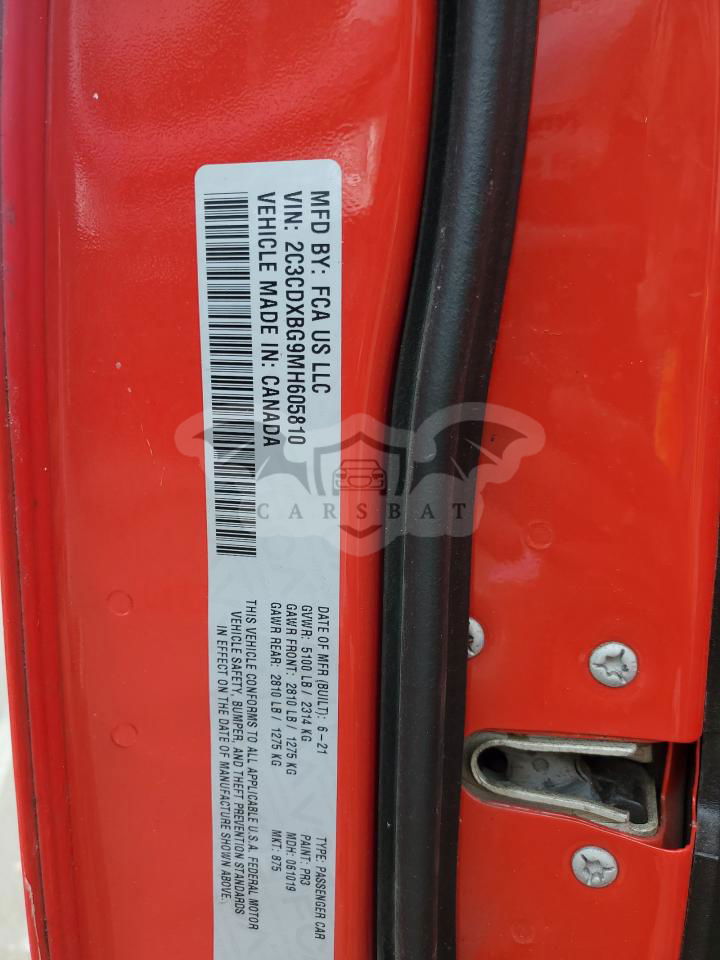 MFD BY: FCA US LLC
VIN: 2C3CDXBG9MH605810
VEHICLE MADE IN: CANADA
DATE OF MFR (BUILT): 6-21
GVWR: 5100 LB / 2314 KG
GAWR FRONT: 2810 LB / 1275 KG
GAWR REAR: 2810 LB / 1275 KG
THIS VEHICLE CONFORMS TO ALL APPLICABLE U.S.A. FEDERAL MOTOR
VEHICLE SAFETY, BUMPER, AND THEFT PREVENTION STANDARDS
IN EFFECT ON THE DATE OF MANUFACTURE SHOWN ABOVE.
TYPE: PASSENGER CAR
PAINT: PR3
MDH: 061019
MKT: 875
CARSBAT